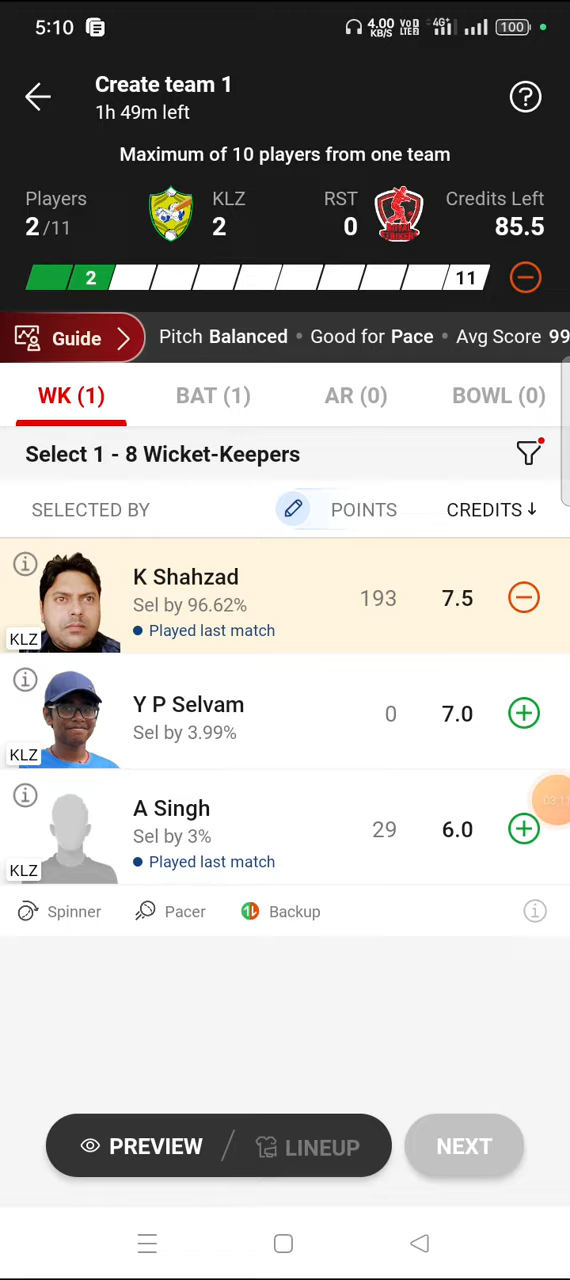 5:10 4.00 KB/S VoD LTE2 4G+ 100
Create team 1
1h 49m left
Maximum of 10 players from one team
Players KLZ RST Credits Left
2/11 2 0 85.5
2 11
Guide Pitch Balanced • Good for Pace • Avg Score 99
WK (1) BAT (1) AR (0) BOWL (0)
Select 1 - 8 Wicket-Keepers
SELECTED BY POINTS CREDITS↓
K Shahzad
Sel by 96.62% 193 7.5
Played last match
KLZ
Y P Selvam
Sel by 3.99% 0 7.0
KLZ
A Singh
Sel by 3% 29 6.0
Played last match
KLZ
03:11
Spinner Pacer Backup
PREVIEW / LINEUP NEXT